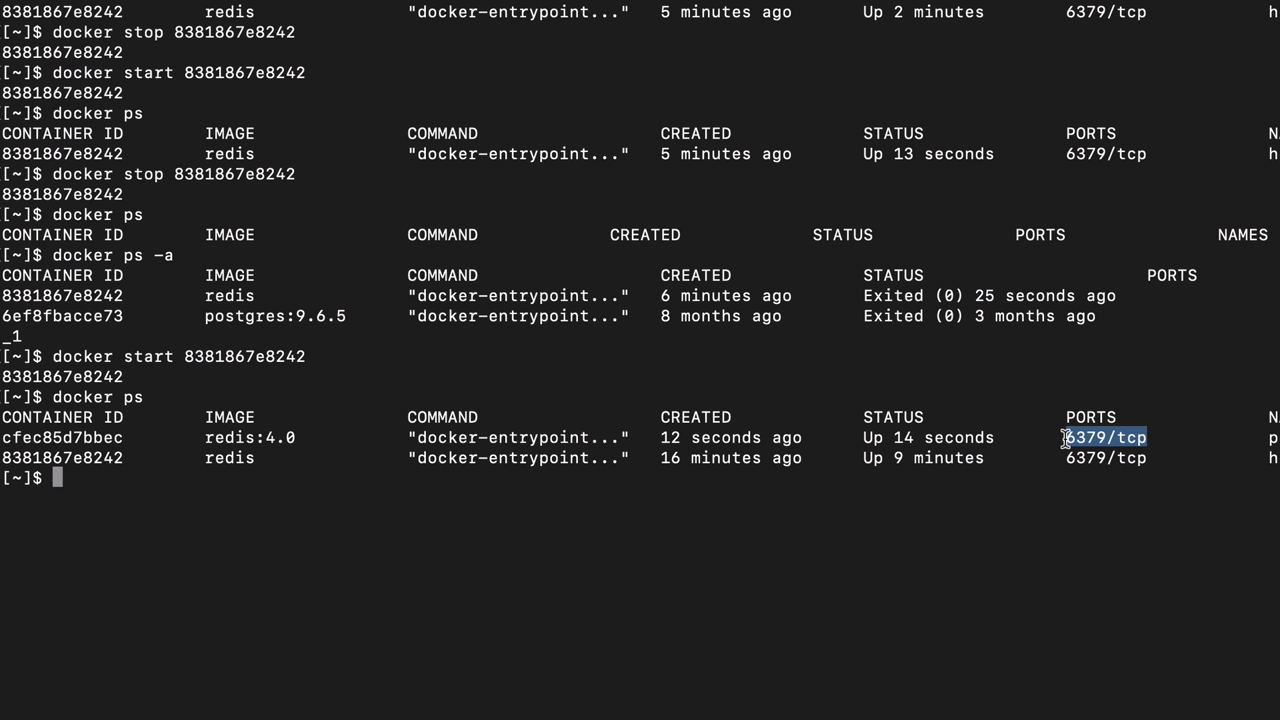 8381867e8242        redis               "docker-entrypoint..."   5 minutes ago       Up 2 minutes        6379/tcp            h
[[~]$ docker stop 8381867e8242
8381867e8242
[[~]$ docker start 8381867e8242
8381867e8242
[[~]$ docker ps
CONTAINER ID        IMAGE               COMMAND                  CREATED             STATUS              PORTS               N
8381867e8242        redis               "docker-entrypoint..."   5 minutes ago       Up 13 seconds       6379/tcp            h
[[~]$ docker stop 8381867e8242
8381867e8242
[[~]$ docker ps
CONTAINER ID        IMAGE               COMMAND             CREATED             STATUS              PORTS               NAMES
[[~]$ docker ps -a
CONTAINER ID        IMAGE               COMMAND                  CREATED             STATUS                      PORTS
8381867e8242        redis               "docker-entrypoint..."   6 minutes ago       Exited (0) 25 seconds ago
6ef8fbacce73        postgres:9.6.5      "docker-entrypoint..."   8 months ago        Exited (0) 3 months ago
_1
[[~]$ docker start 8381867e8242
8381867e8242
[[~]$ docker ps
CONTAINER ID        IMAGE               COMMAND                  CREATED             STATUS              PORTS               N
cfec85d7bbec        redis:4.0           "docker-entrypoint..."   12 seconds ago      Up 14 seconds       6379/tcp            p
8381867e8242        redis               "docker-entrypoint..."   16 minutes ago      Up 9 minutes        6379/tcp            h
[~]$